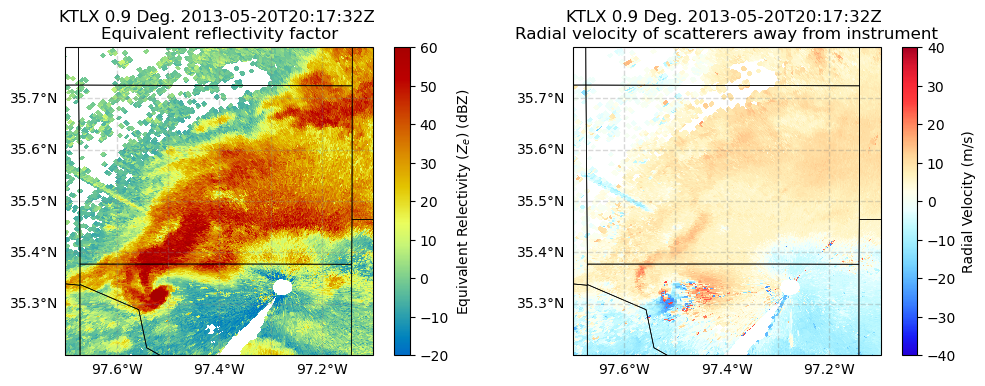 KTLX 0.9 Deg. 2013-05-20T20:17:32Z
Equivalent reflectivity factor
35.7°N
35.6°N
35.5°N
35.4°N
35.3°N
97.6°W 97.4°W 97.2°W
60
50
40
30
20
10
0
−10
−20
Equivalent Relectivity (Zₑ) (dBZ)
KTLX 0.9 Deg. 2013-05-20T20:17:32Z
Radial velocity of scatterers away from instrument
35.7°N
35.6°N
35.5°N
35.4°N
35.3°N
97.6°W 97.4°W 97.2°W
40
30
20
10
0
−10
−20
−30
−40
Radial Velocity (m/s)